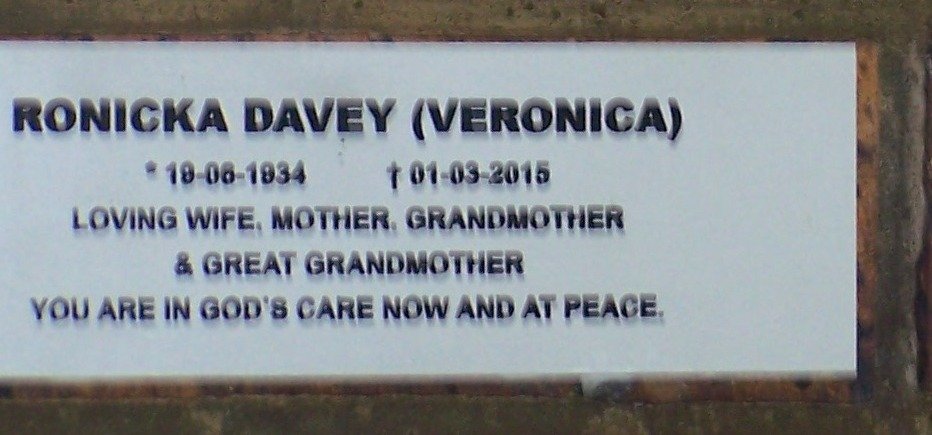 RONICKA DAVEY (VERONICA)
* 19-06-1934 † 01-03-2015
LOVING WIFE, MOTHER, GRANDMOTHER
& GREAT GRANDMOTHER
YOU ARE IN GOD'S CARE NOW AND AT PEACE.